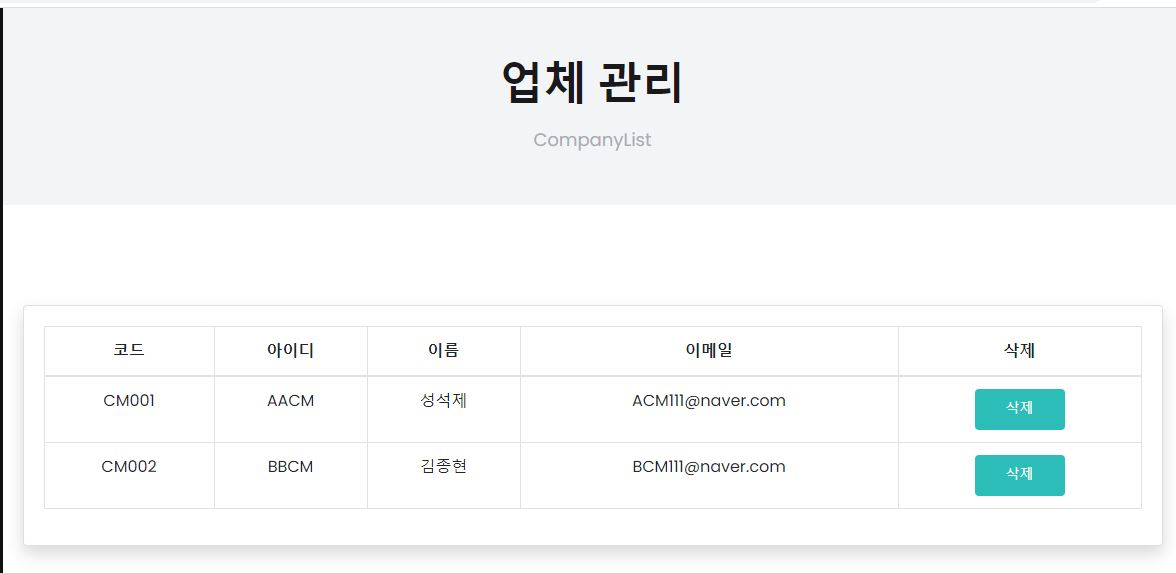 업체 관리
CompanyList
코드 아이디 이름 이메일 삭제
CM001 AACM 성석제 ACM111@naver.com 삭제
CM002 BBCM 김종현 BCM111@naver.com 삭제